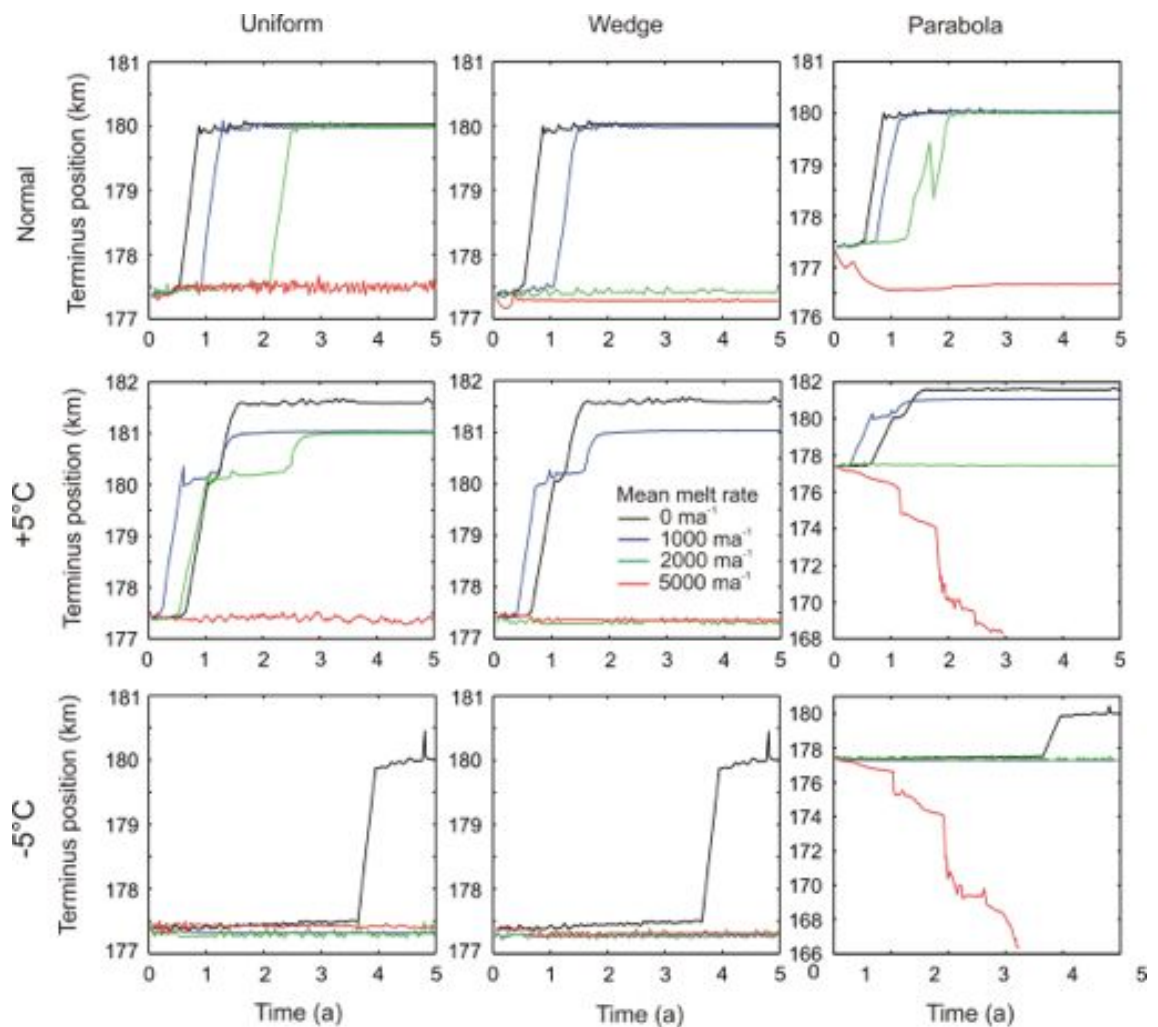 Uniform Wedge Parabola
Normal
Terminus position (km)
181
180
179
178
177
0 1 2 3 4 5
181
180
179
178
177
0 1 2 3 4 5
181
180
179
178
177
176
0 1 2 3 4 5
+5°C
Terminus position (km)
182
181
180
179
178
177
0 1 2 3 4 5
182
181
180
179
178
177
0 1 2 3 4 5
Mean melt rate
0 ma⁻¹
1000 ma⁻¹
2000 ma⁻¹
5000 ma⁻¹
182
180
178
176
174
172
170
168
0 1 2 3 4 5
-5°C
Terminus position (km)
181
180
179
178
177
0 1 2 3 4 5
Time (a)
181
180
179
178
177
0 1 2 3 4 5
Time (a)
180
178
176
174
172
170
168
166
0 1 2 3 4 5
Time (a)